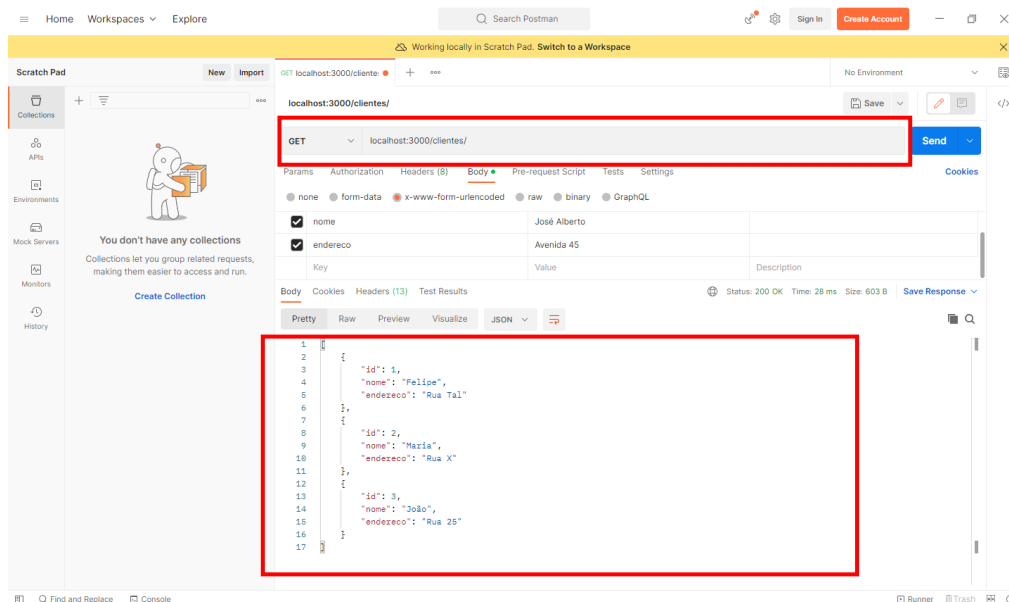 Home Workspaces Explore Search Postman Sign In Create Account
Working locally in Scratch Pad. Switch to a Workspace
Scratch Pad New Import GET localhost:3000/cliente: No Environment
Collections
APIs
Environments
Mock Servers
Monitors
History
You don't have any collections
Collections let you group related requests,
making them easier to access and run.
Create Collection
localhost:3000/clientes/ Save
GET localhost:3000/clientes/ Send
Params Authorization Headers (8) Body Pre-request Script Tests Settings Cookies
none form-data x-www-form-urlencoded raw binary GraphQL
nome José Alberto
endereco Avenida 45
Key Value Description
Body Cookies Headers (13) Test Results Status: 200 OK Time: 28 ms Size: 603 B Save Response
Pretty Raw Preview Visualize JSON
1 [
2 {
3 "id": 1,
4 "nome": "Felipe",
5 "endereco": "Rua Tal"
6 },
7 {
8 "id": 2,
9 "nome": "Maria",
10 "endereco": "Rua X"
11 },
12 {
13 "id": 3,
14 "nome": "João",
15 "endereco": "Rua 25"
16 }
17 ]
Find and Replace Console Runner Trash